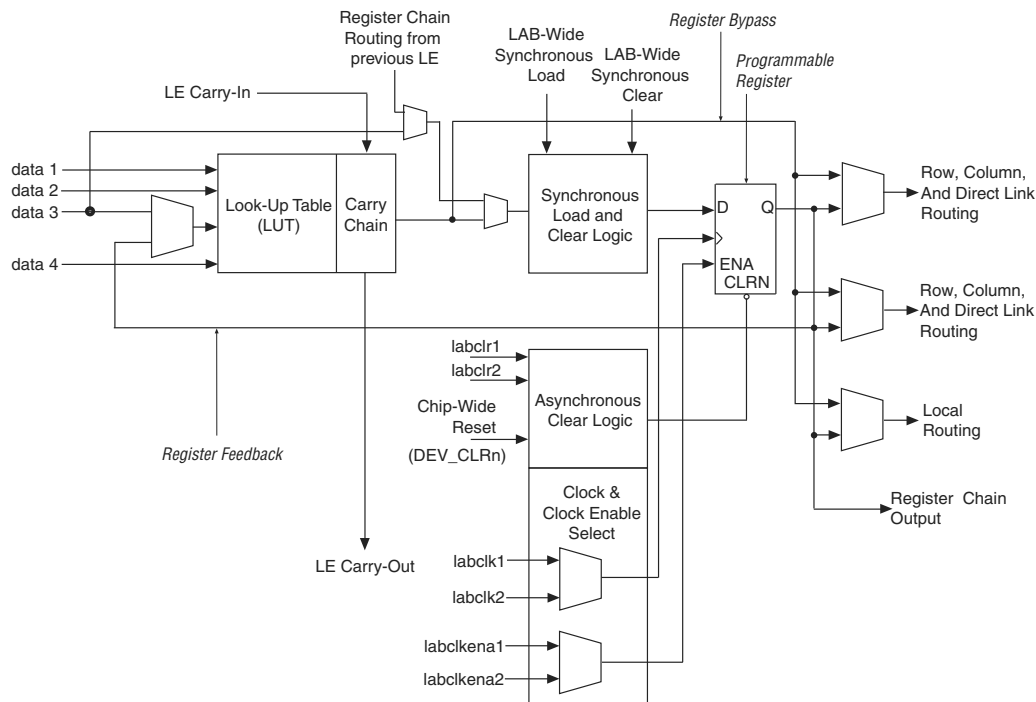 Register Chain
Routing from
previous LE
LAB-Wide
Synchronous
Load
LAB-Wide
Synchronous
Clear
Register Bypass
Programmable
Register
LE Carry-In
data 1
data 2
data 3
data 4
Look-Up Table
(LUT)
Carry
Chain
Synchronous
Load and
Clear Logic
D
Q
ENA
CLRN
Row, Column,
And Direct Link
Routing
Row, Column,
And Direct Link
Routing
Local
Routing
Register Chain
Output
labclr1
labclr2
Chip-Wide
Reset
(DEV_CLRn)
Asynchronous
Clear Logic
Register Feedback
Clock &
Clock Enable
Select
LE Carry-Out
labclk1
labclk2
labclkena1
labclkena2